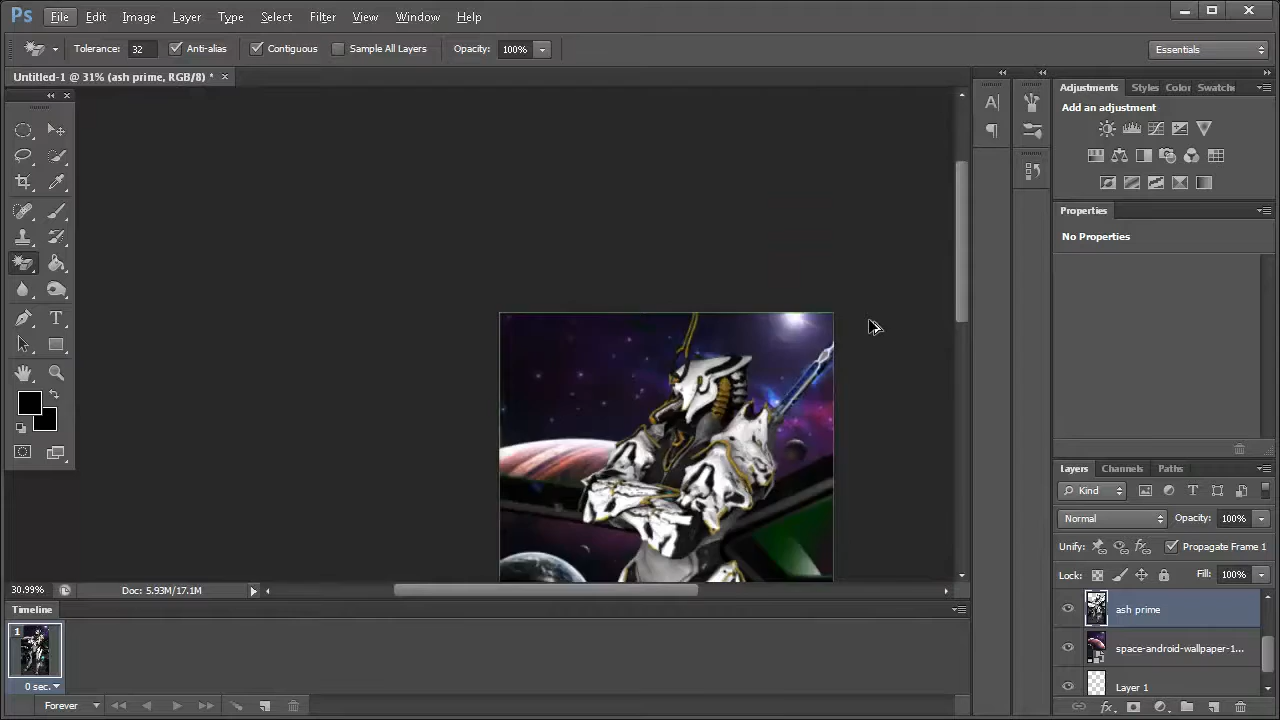 Ps File Edit Image Layer Type Select Filter View Window Help
Tolerance: 32 Anti-alias Contiguous Sample All Layers Opacity: 100% Essentials
Untitled-1 @ 31% (ash prime, RGB/8) * ×
Adjustments Styles Color Swatche
Add an adjustment
Properties
No Properties
Layers Channels Paths
Kind
Normal Opacity: 100%
Unify: Propagate Frame 1
Lock: Fill: 100%
ash prime
space-android-wallpaper-1...
Layer 1
30.99% Doc: 5.93M/17.1M
Timeline
1
0 sec.
Forever